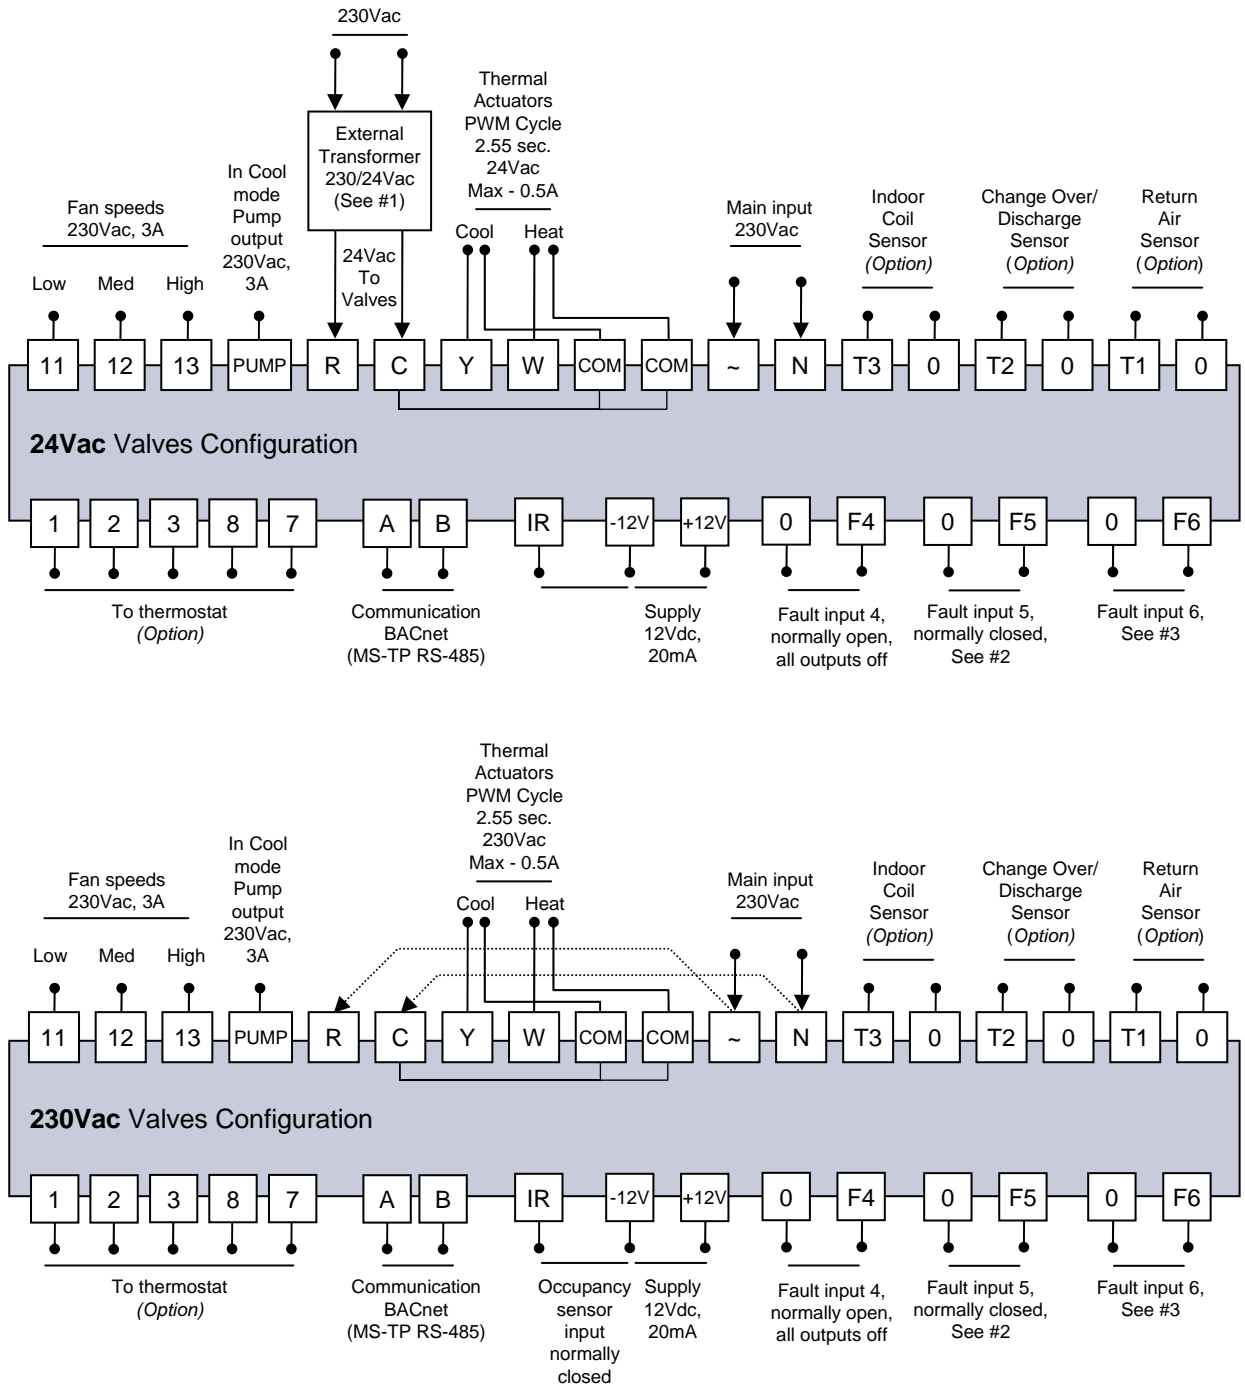 230Vac
External
Transformer
230/24Vac
(See #1)
Thermal
Actuators
PWM Cycle
2.55 sec.
24Vac
Max - 0.5A
Cool Heat
24Vac
To
Valves
In Cool
mode
Pump
output
230Vac,
3A
Fan speeds
230Vac, 3A
Low Med High
Main input
230Vac
Indoor
Coil
Sensor
(Option)
Change Over/
Discharge
Sensor
(Option)
Return
Air
Sensor
(Option)
11 12 13 PUMP R C Y W COM COM ~ N T3 0 T2 0 T1 0
24Vac Valves Configuration
1 2 3 8 7 A B IR -12V +12V 0 F4 0 F5 0 F6
To thermostat
(Option)
Communication
BACnet
(MS-TP RS-485)
Supply
12Vdc,
20mA
Fault input 4,
normally open,
all outputs off
Fault input 5,
normally closed,
See #2
Fault input 6,
See #3
Thermal
Actuators
PWM Cycle
2.55 sec.
230Vac
Max - 0.5A
Cool Heat
In Cool
mode
Pump
output
230Vac,
3A
Fan speeds
230Vac, 3A
Low Med High
Main input
230Vac
Indoor
Coil
Sensor
(Option)
Change Over/
Discharge
Sensor
(Option)
Return
Air
Sensor
(Option)
11 12 13 PUMP R C Y W COM COM ~ N T3 0 T2 0 T1 0
230Vac Valves Configuration
1 2 3 8 7 A B IR -12V +12V 0 F4 0 F5 0 F6
To thermostat
(Option)
Communication
BACnet
(MS-TP RS-485)
Occupancy
sensor
input
normally
closed
Supply
12Vdc,
20mA
Fault input 4,
normally open,
all outputs off
Fault input 5,
normally closed,
See #2
Fault input 6,
See #3